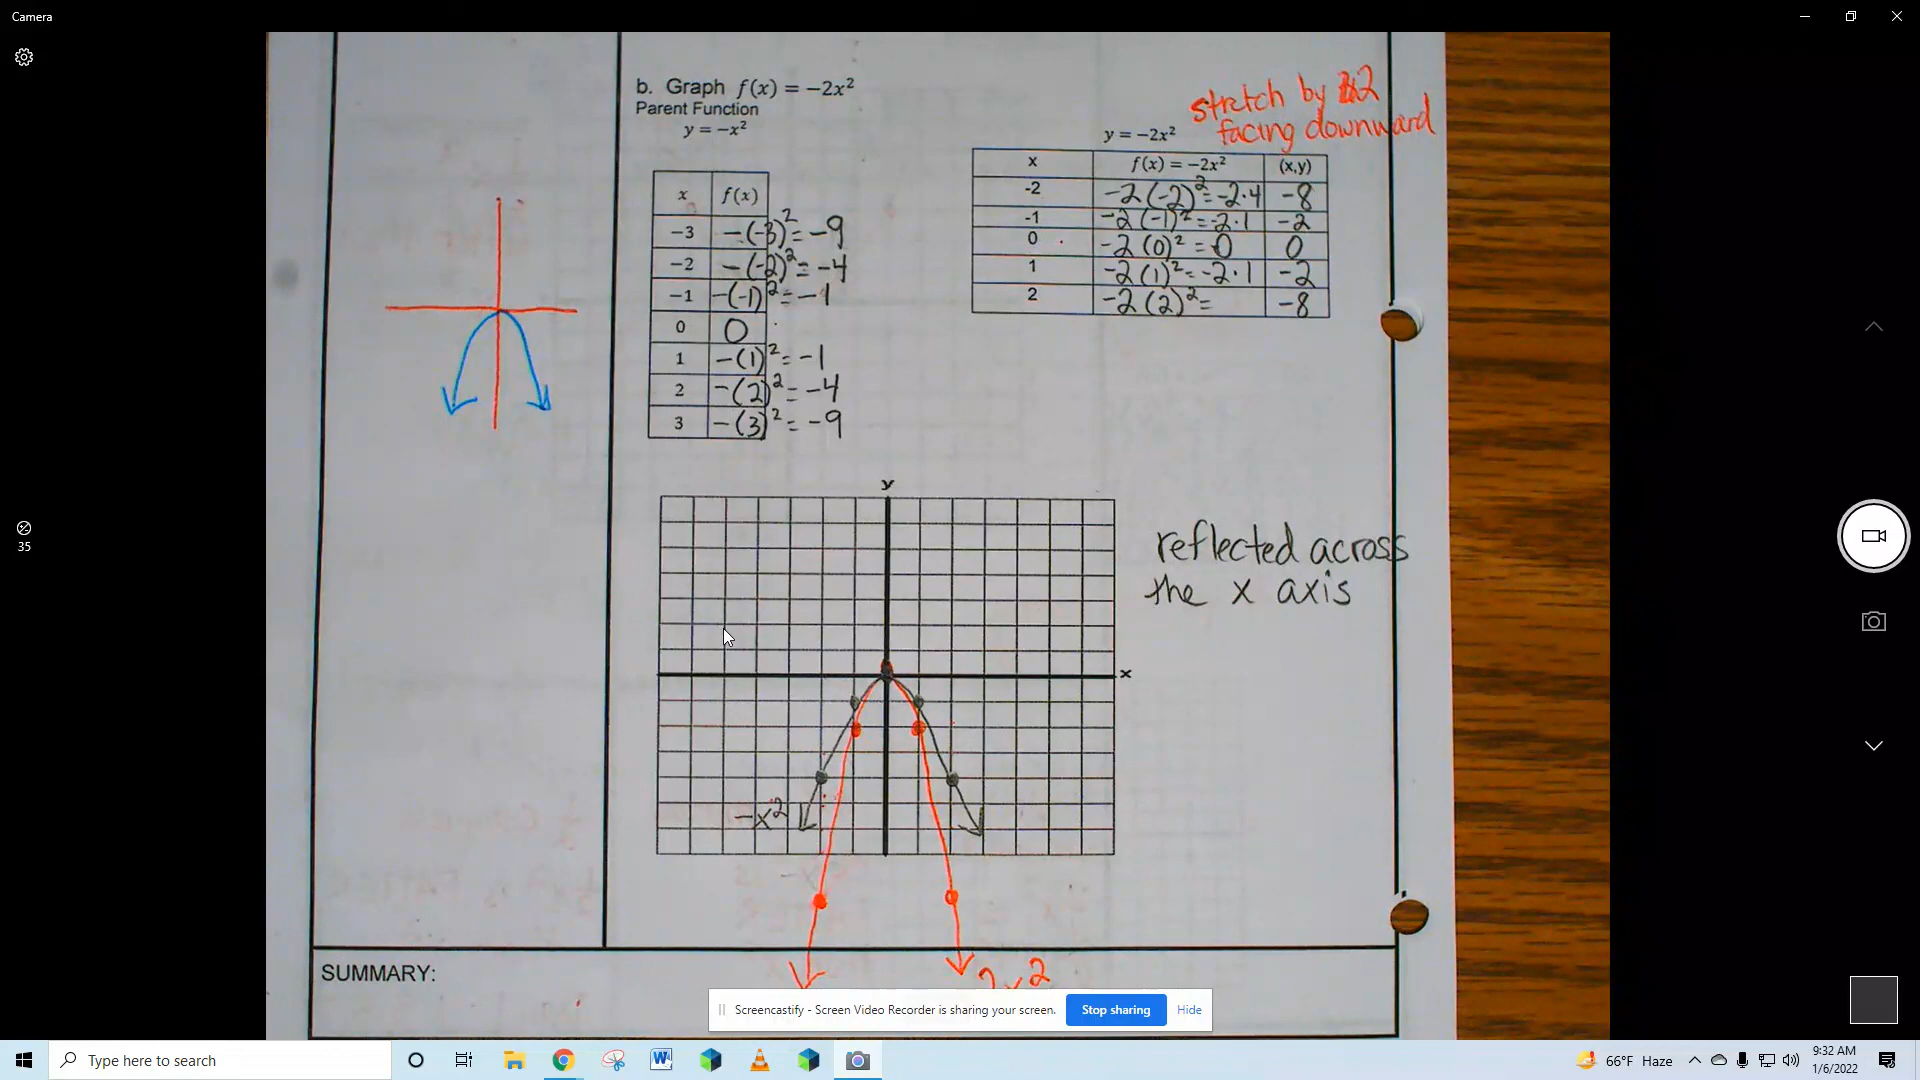 Camera
35
b. Graph f(x) = −2x²
Parent Function
y = −x²
stretch by 2
facing downward
y = −2x²
x f(x)
−3 −(−3)² = −9
−2 −(−2)² = −4
−1 −(−1)² = −1
0 0
1 −(1)² = −1
2 −(2)² = −4
3 −(3)² = −9
x f(x) = −2x² (x,y)
-2 −2(−2)² = −2·4 −8
-1 −2(−1)² = −2·1 −2
0 −2(0)² = 0 0
1 −2(1)² = −2·1 −2
2 −2(2)² = −8
y
x
reflected across
the x axis
−x²
SUMMARY:
Screencastify - Screen Video Recorder is sharing your screen. Stop sharing Hide
Type here to search
66°F Haze
9:32 AM
1/6/2022